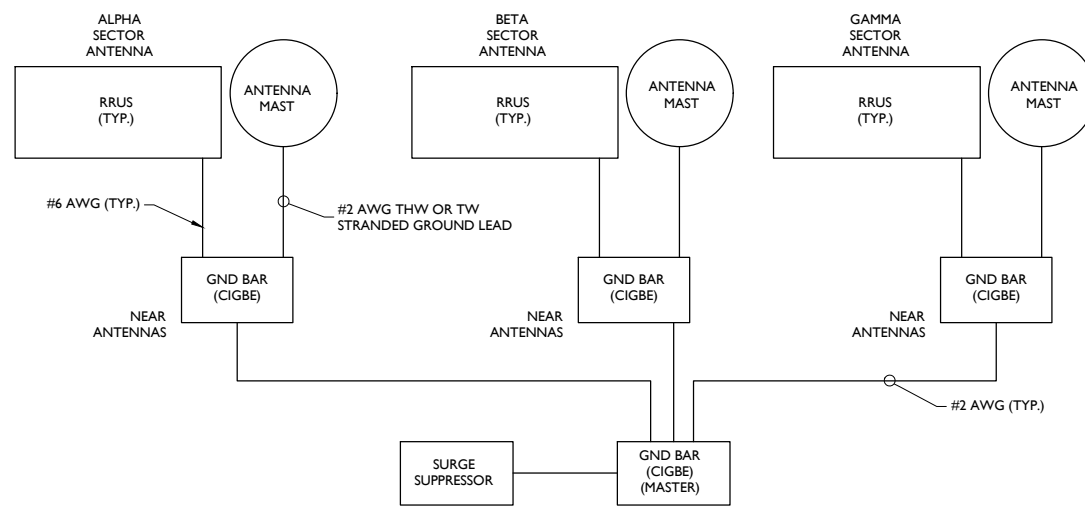 ALPHA
SECTOR
ANTENNA
BETA
SECTOR
ANTENNA
GAMMA
SECTOR
ANTENNA
RRUS
(TYP.)
ANTENNA
MAST
RRUS
(TYP.)
ANTENNA
MAST
RRUS
(TYP.)
ANTENNA
MAST
#6 AWG (TYP.)
#2 AWG THW OR TW
STRANDED GROUND LEAD
GND BAR
(CIGBE)
GND BAR
(CIGBE)
GND BAR
(CIGBE)
NEAR
ANTENNAS
NEAR
ANTENNAS
NEAR
ANTENNAS
#2 AWG (TYP.)
SURGE
SUPPRESSOR
GND BAR
(CIGBE)
(MASTER)